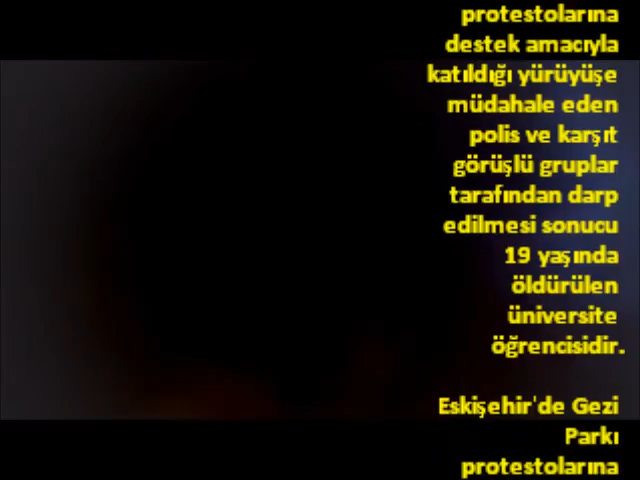 protestolarına
destek amacıyla
katıldığı yürüyüşe
müdahale eden
polis ve karşıt
görüşlü gruplar
tarafından darp
edilmesi sonucu
19 yaşında
öldürülen
üniversite
öğrencisidir.
Eskişehir'de Gezi
Parkı
protestolarına